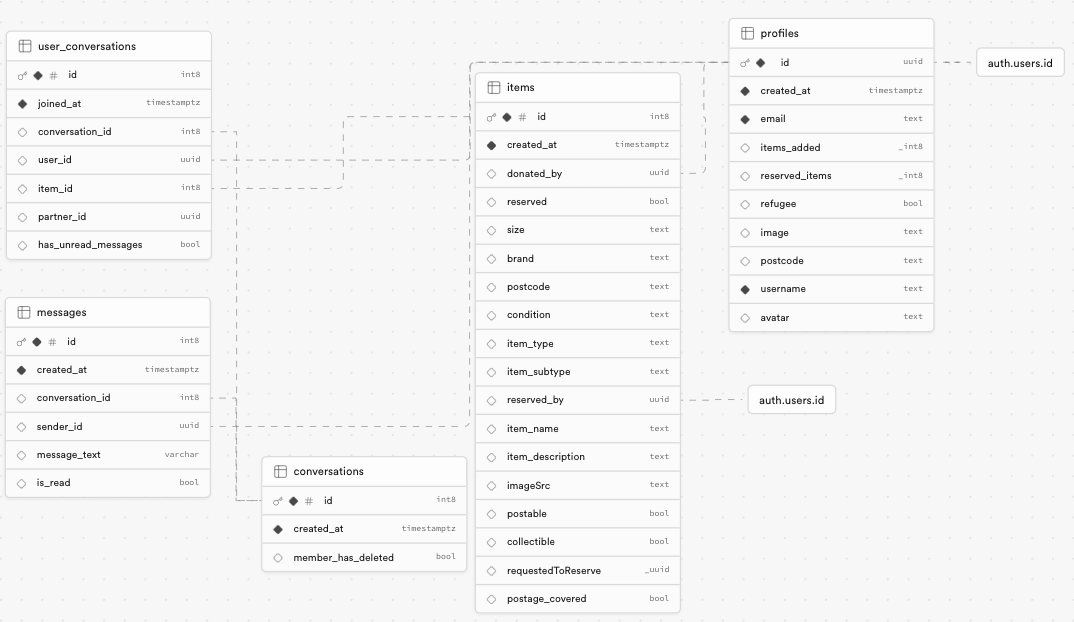 user_conversations
# id int8
joined_at timestamptz
conversation_id int8
user_id uuid
item_id int8
partner_id uuid
has_unread_messages bool
messages
# id int8
created_at timestamptz
conversation_id int8
sender_id uuid
message_text varchar
is_read bool
conversations
# id int8
created_at timestamptz
member_has_deleted bool
items
# id int8
created_at timestamptz
donated_by uuid
reserved bool
size text
brand text
postcode text
condition text
item_type text
item_subtype text
reserved_by uuid
item_name text
item_description text
imageSrc text
postable bool
collectible bool
requestedToReserve _uuid
postage_covered bool
profiles
id uuid
created_at timestamptz
email text
items_added _int8
reserved_items _int8
refugee bool
image text
postcode text
username text
avatar text
auth.users.id
auth.users.id